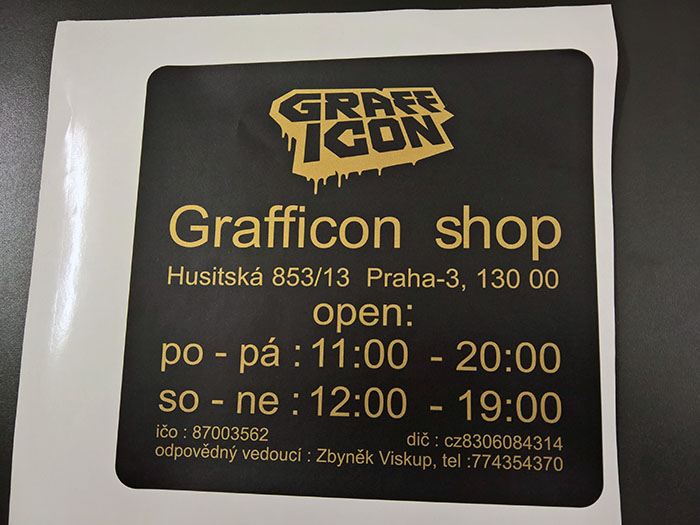 GRAFF
ICON
Grafficon shop
Husitská 853/13 Praha-3, 130 00
open:
po - pá : 11:00 - 20:00
so - ne : 12:00 - 19:00
ičo : 87003562 dič : cz8306084314
odpovědný vedoucí : Zbyněk Viskup, tel :774354370